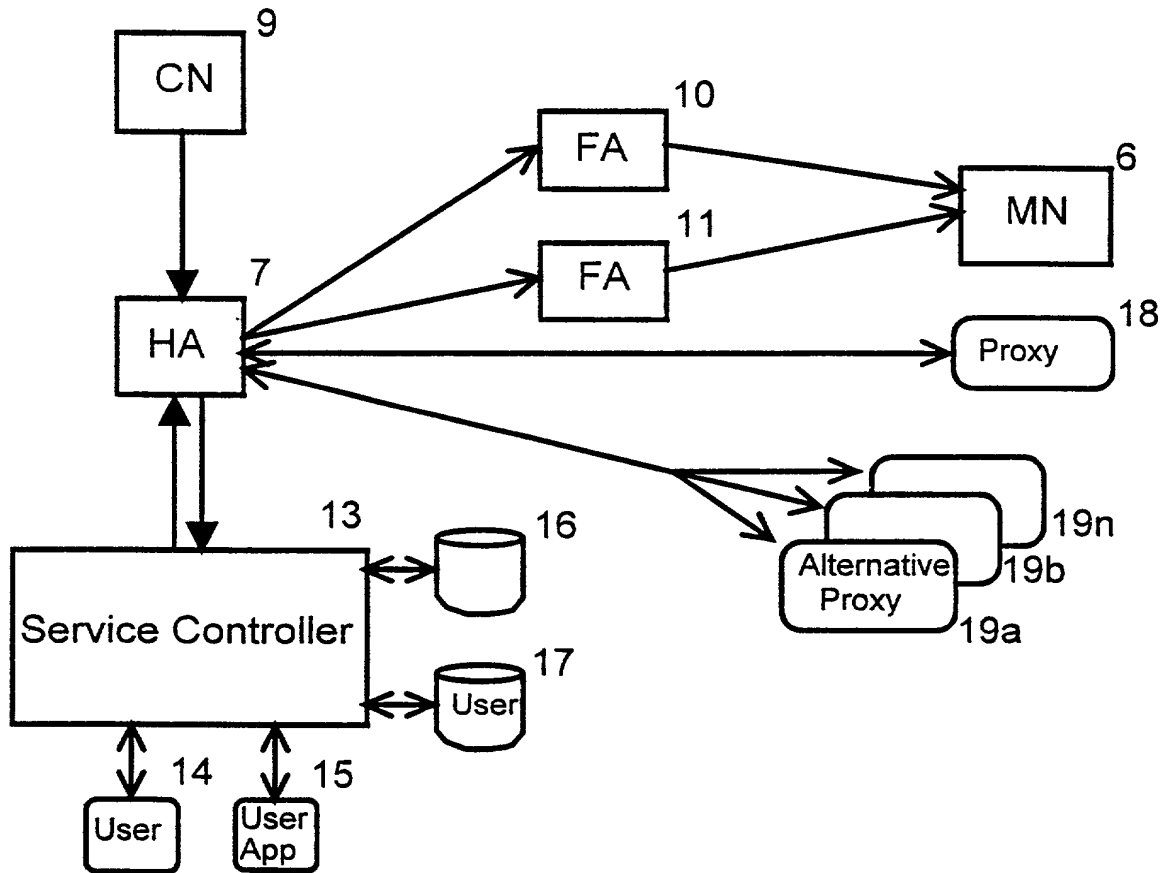 9
CN
10
FA
6
MN
11
FA
7
HA
18
Proxy
13
16
Service Controller
17
User
19n
19b
Alternative
Proxy
19a
14
User
15
User
App